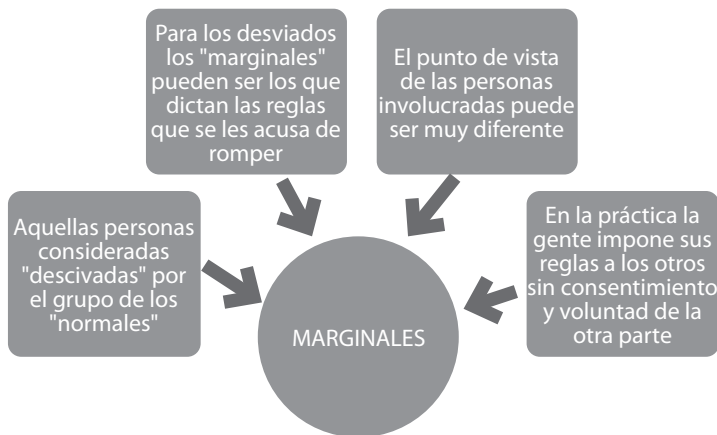 Para los desviados
los "marginales"
pueden ser los que
dictan las reglas
que se les acusa de
romper
El punto de vista
de las personas
involucradas puede
ser muy diferente
Aquellas personas
consideradas
"descivadas" por
el grupo de los
"normales"
En la práctica la
gente impone sus
reglas a los otros
sin consentimiento
y voluntad de la
otra parte
MARGINALES